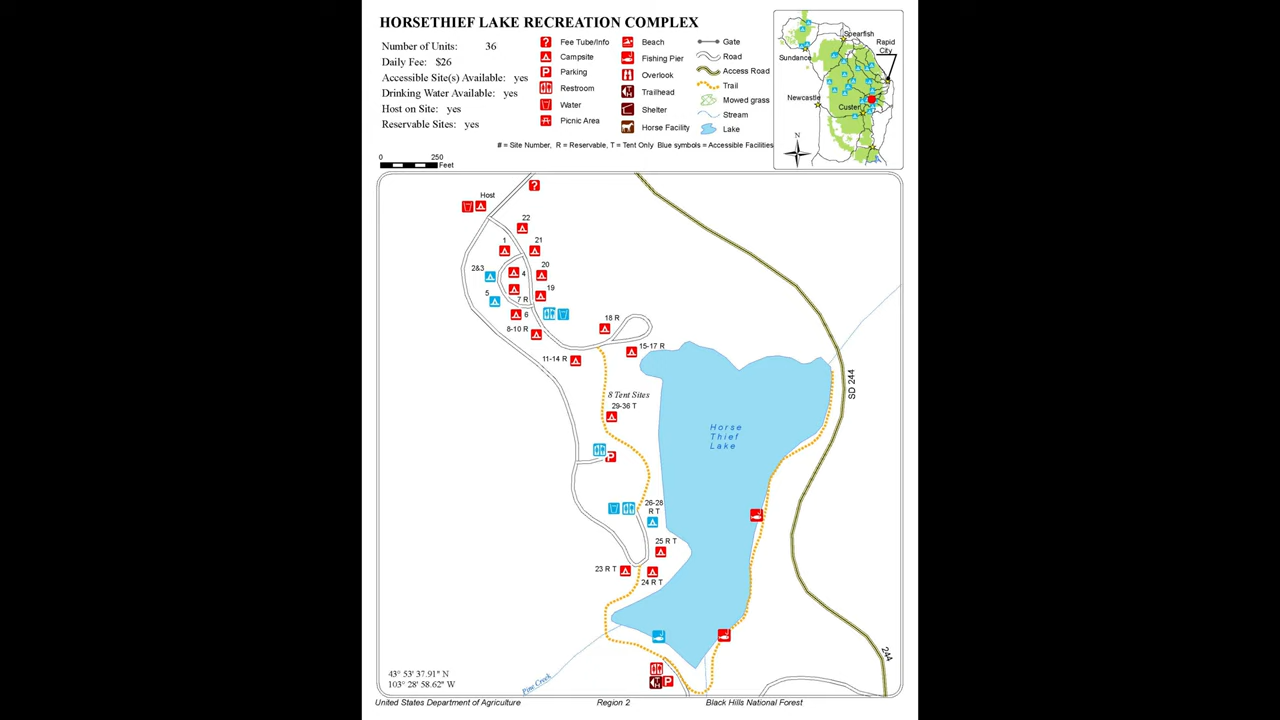 HORSETHIEF LAKE RECREATION COMPLEX
Number of Units: 36
Daily Fee: $26
Accessible Site(s) Available: yes
Drinking Water Available: yes
Host on Site: yes
Reservable Sites: yes
? Fee Tube/Info
Campsite
P Parking
Restroom
Water
Picnic Area
Beach
Fishing Pier
Overlook
Trailhead
Shelter
Horse Facility
Gate
Road
Access Road
Trail
Mowed grass
Stream
Lake
# = Site Number, R = Reservable, T = Tent Only Blue symbols = Accessible Facilities
Spearfish
Rapid
City
Sundance
Newcastle
Custer
N
0 250
Feet
?
Host
22
1
21
2&3
4
20
5
19
7 R
6
8-10 R
18 R
11-14 R
15-17 R
SD 244
8 Tent Sites
29-36 T
Horse
Thief
Lake
P
26-28
R T
25 R T
23 R T
24 R T
244
P
Pine Creek
43° 53' 37.91" N
103° 28' 58.62" W
United States Department of Agriculture Region 2 Black Hills National Forest